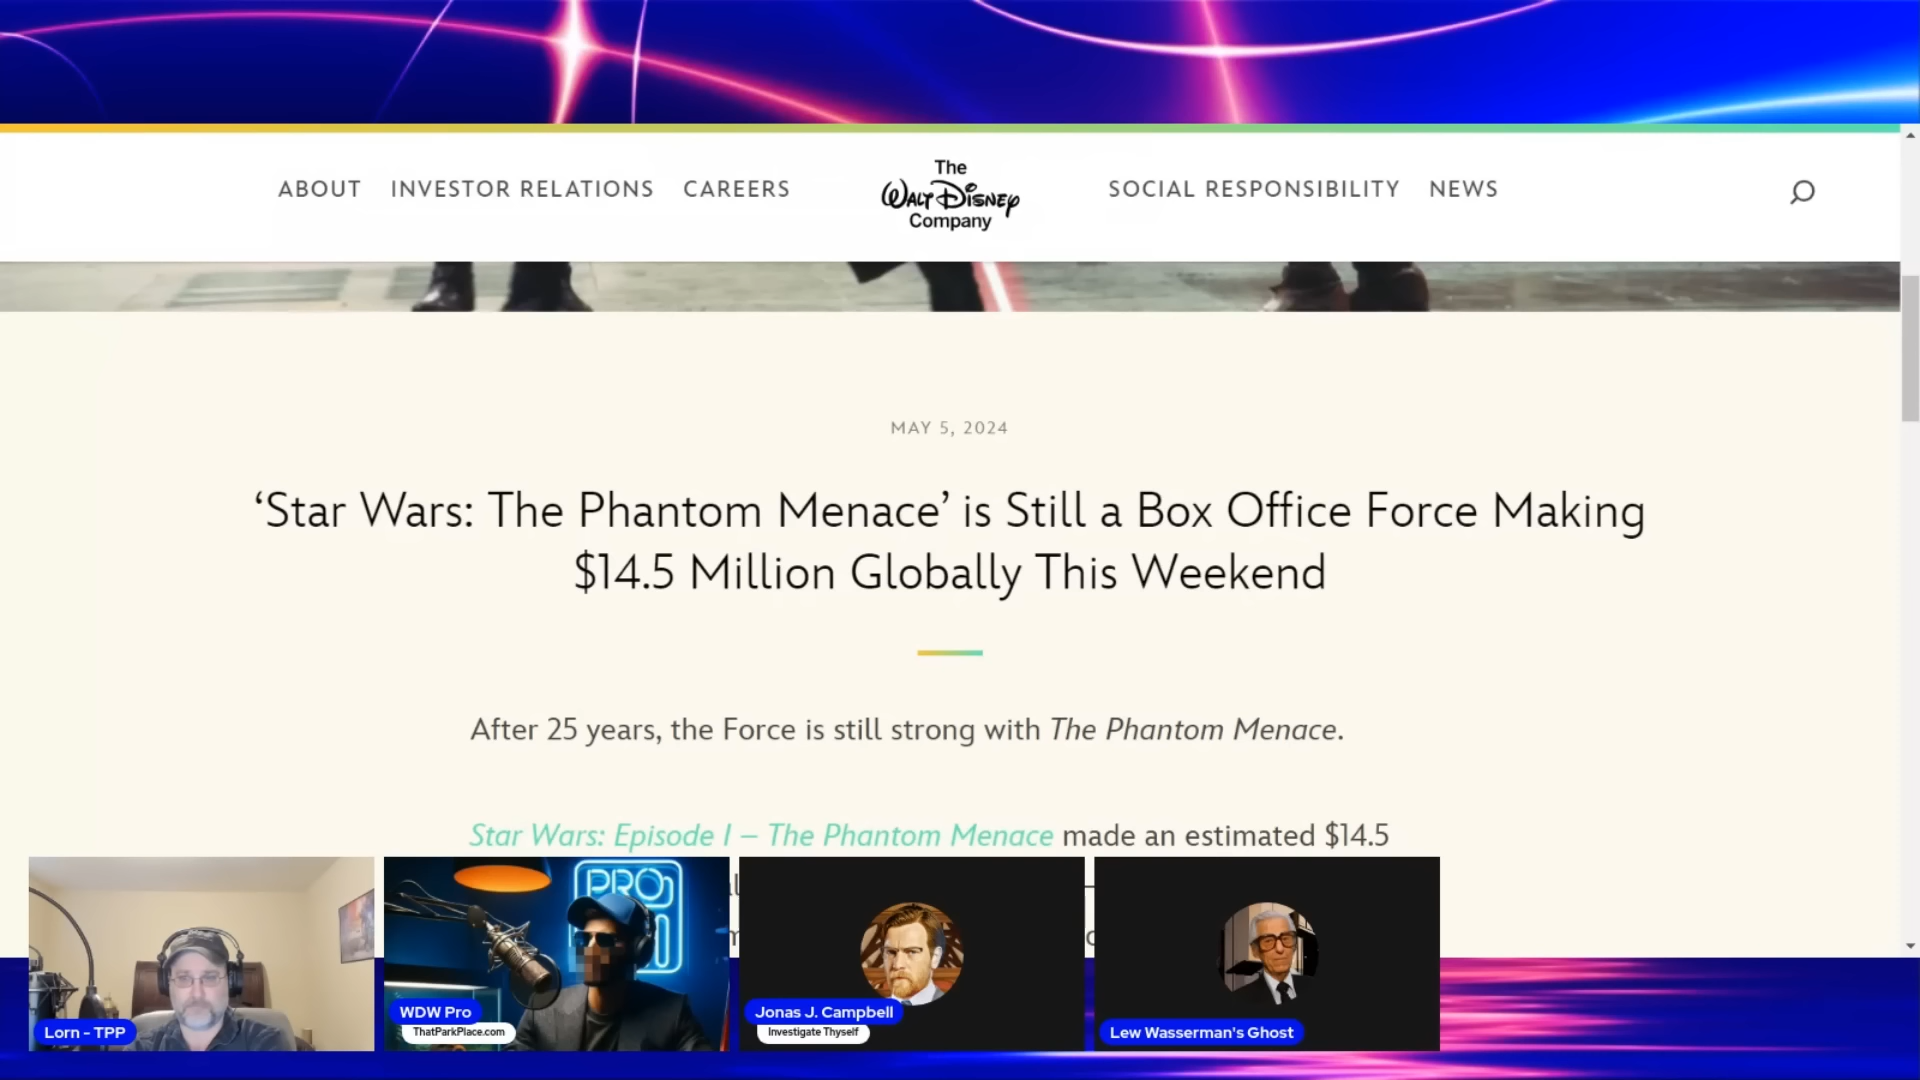 ABOUT INVESTOR RELATIONS CAREERS The Walt Disney Company SOCIAL RESPONSIBILITY NEWS
MAY 5, 2024
‘Star Wars: The Phantom Menace’ is Still a Box Office Force Making
$14.5 Million Globally This Weekend
After 25 years, the Force is still strong with The Phantom Menace.
Star Wars: Episode I – The Phantom Menace made an estimated $14.5
PRO
Lorn - TPP
WDW Pro
ThatParkPlace.com
Jonas J. Campbell
Investigate Thyself
Lew Wasserman's Ghost